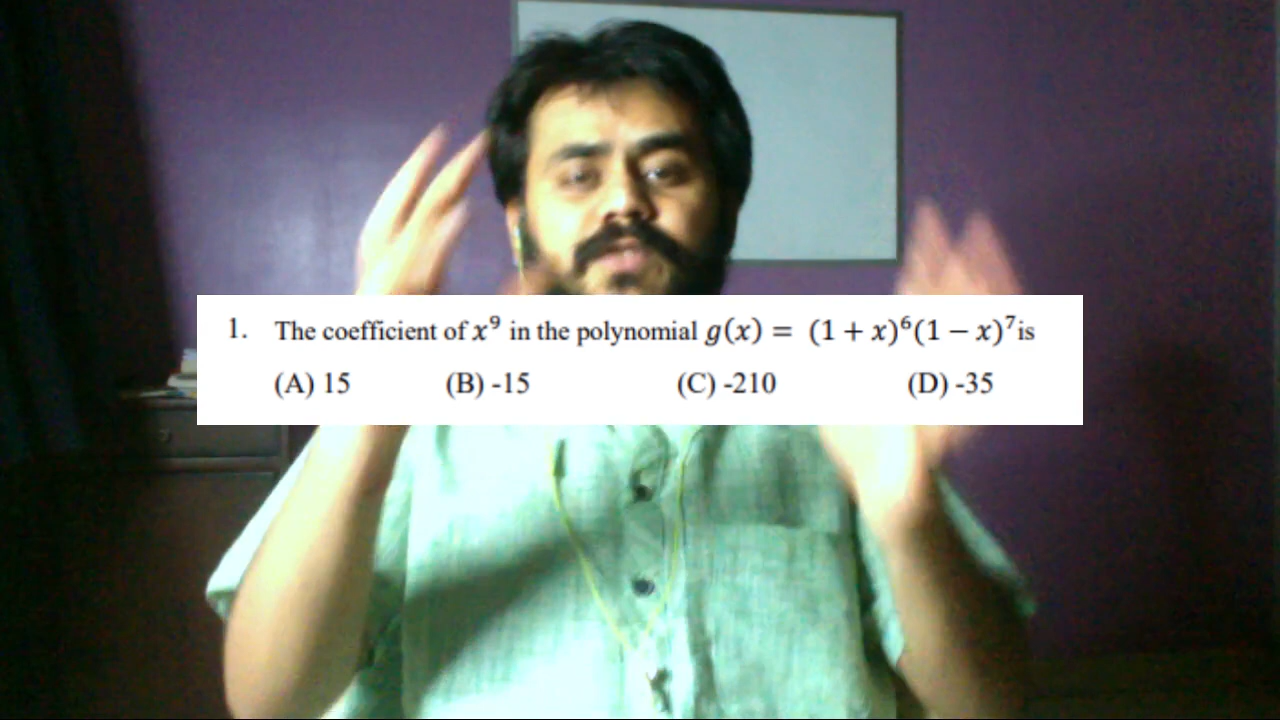 1. The coefficient of x⁹ in the polynomial g(x) = (1 + x)⁶(1 − x)⁷is
(A) 15 (B) -15 (C) -210 (D) -35